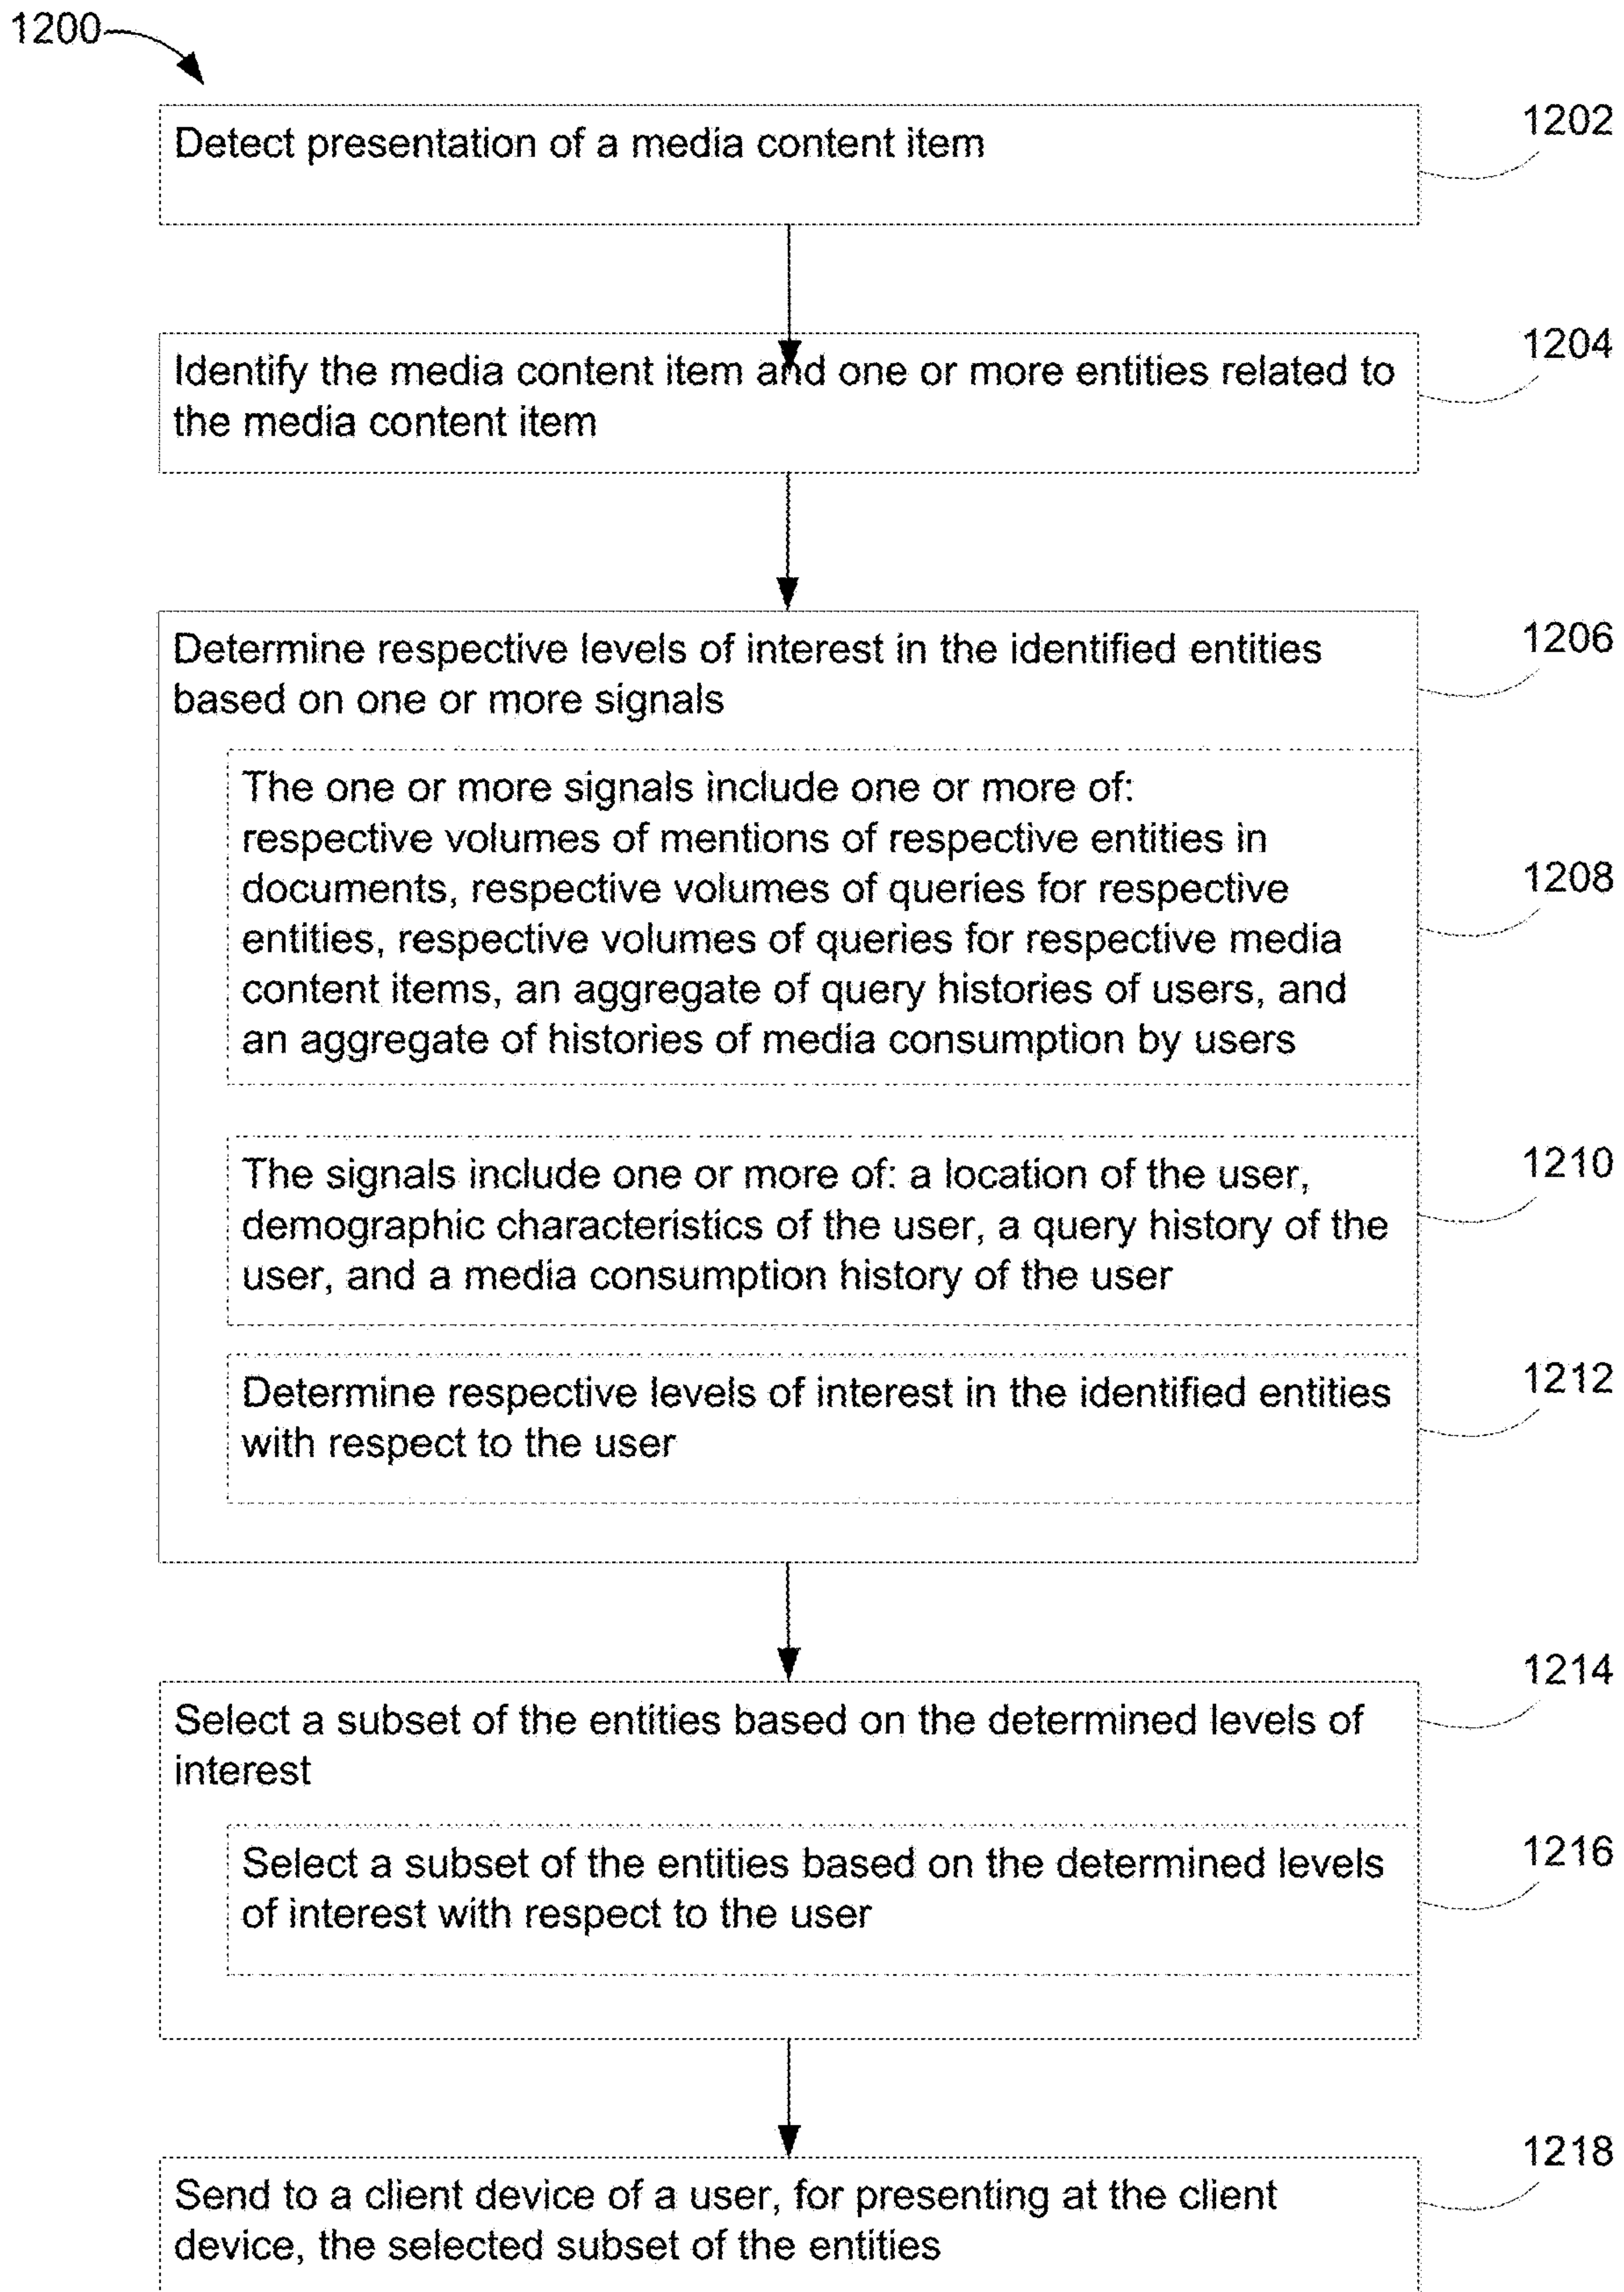 1200
Detect presentation of a media content item
1202
Identify the media content item and one or more entities related to
the media content item
1204
Determine respective levels of interest in the identified entities
based on one or more signals
1206
The one or more signals include one or more of:
respective volumes of mentions of respective entities in
documents, respective volumes of queries for respective
entities, respective volumes of queries for respective media
content items, an aggregate of query histories of users, and
an aggregate of histories of media consumption by users
1208
The signals include one or more of: a location of the user,
demographic characteristics of the user, a query history of the
user, and a media consumption history of the user
1210
Determine respective levels of interest in the identified entities
with respect to the user
1212
Select a subset of the entities based on the determined levels of
interest
1214
Select a subset of the entities based on the determined levels
of interest with respect to the user
1216
Send to a client device of a user, for presenting at the client
device, the selected subset of the entities
1218